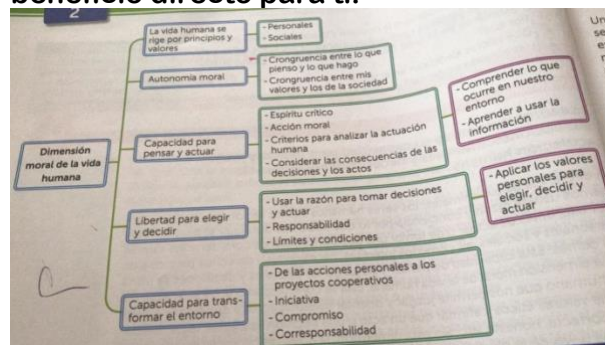 beneficio directo para ti.
2
La vida humana se
rige por principios y
valores
- Personales
- Sociales
Autonomía moral
- Crongruencia entre lo que
pienso y lo que hago
- Crongruencia entre mis
valores y los de la sociedad
Dimensión
moral de la vida
humana
Capacidad para
pensar y actuar
- Espíritu crítico
- Acción moral
- Criterios para analizar la actuación
humana
- Considerar las consecuencias de las
decisiones y los actos
- Comprender lo que
ocurre en nuestro
entorno
- Aprender a usar la
información
Libertad para elegir
y decidir
- Usar la razón para tomar decisiones
y actuar
- Responsabilidad
- Límites y condiciones
- Aplicar los valores
personales para
elegir, decidir y
actuar
Capacidad para trans-
formar el entorno
- De las acciones personales a los
proyectos cooperativos
- Iniciativa
- Compromiso
- Corresponsabilidad